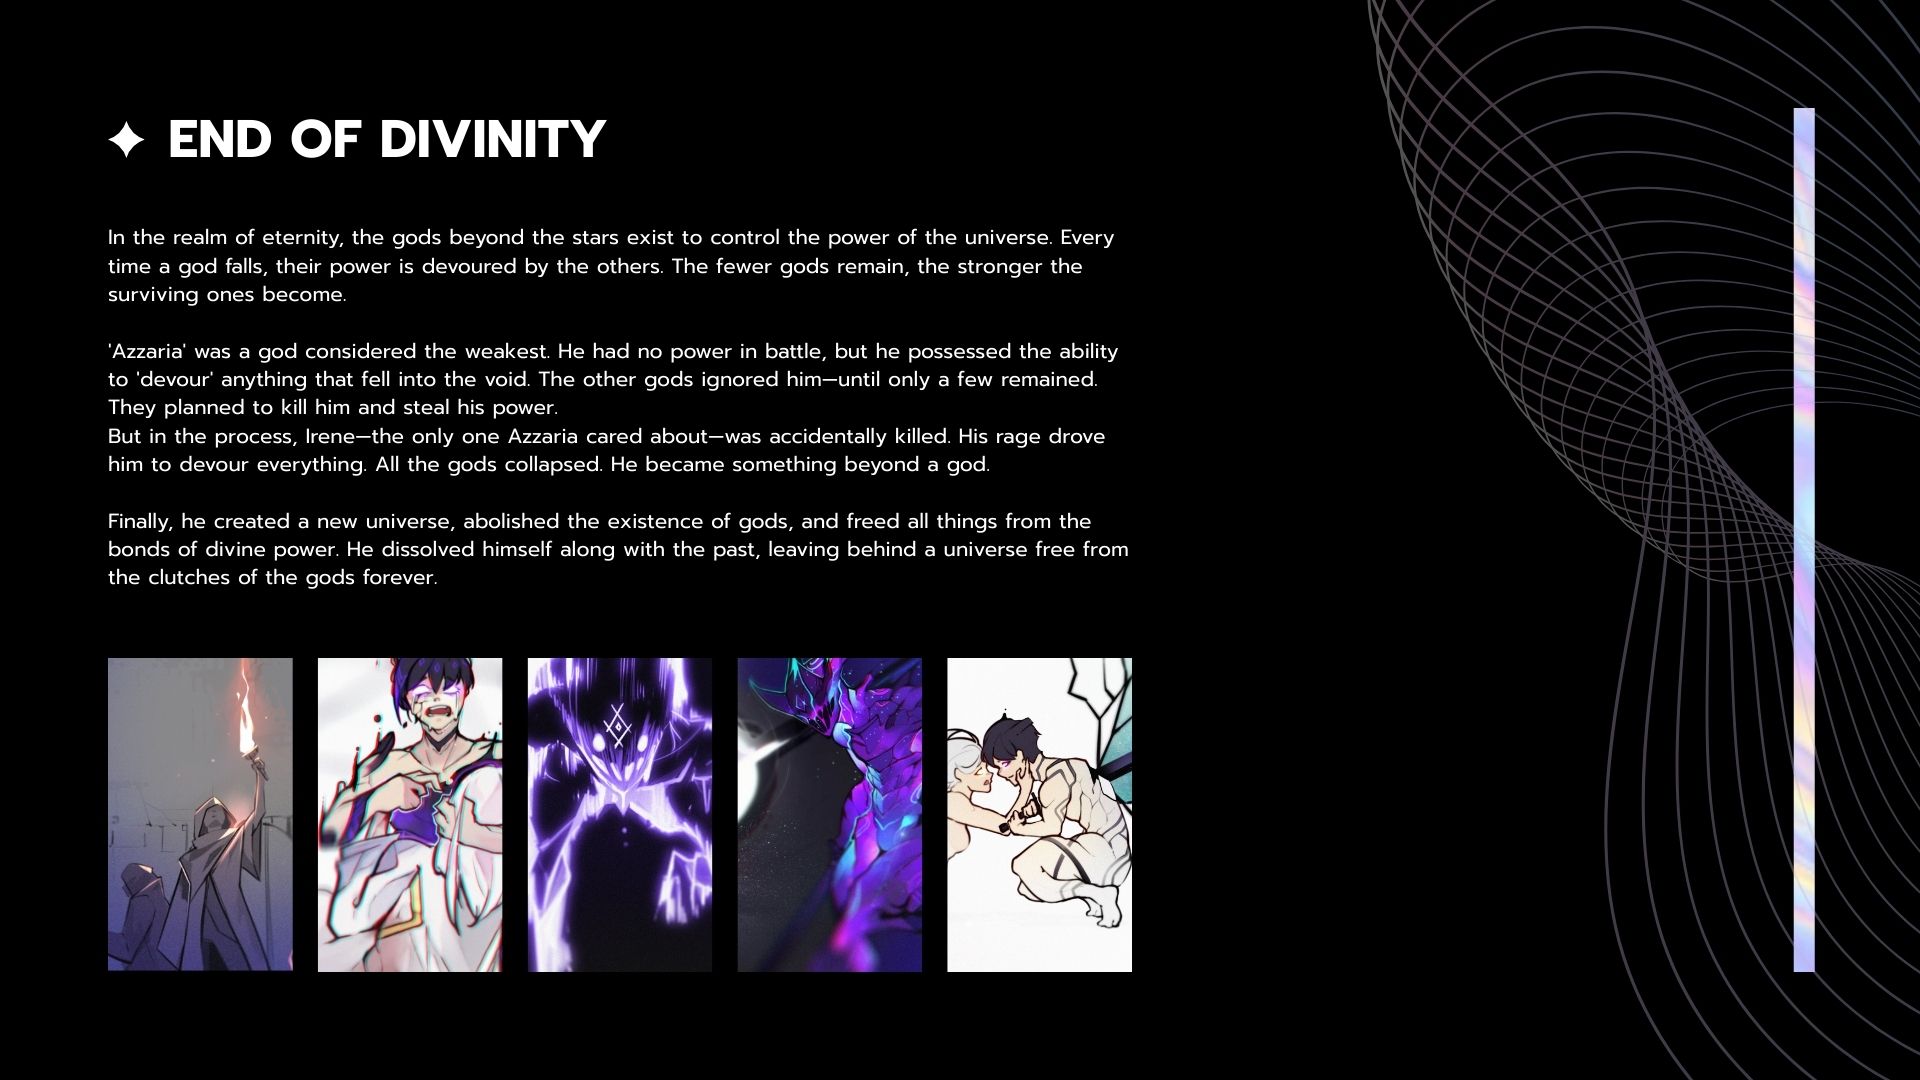 END OF DIVINITY
In the realm of eternity, the gods beyond the stars exist to control the power of the universe. Every
time a god falls, their power is devoured by the others. The fewer gods remain, the stronger the
surviving ones become.
'Azzaria' was a god considered the weakest. He had no power in battle, but he possessed the ability
to 'devour' anything that fell into the void. The other gods ignored him—until only a few remained.
They planned to kill him and steal his power.
But in the process, Irene—the only one Azzaria cared about—was accidentally killed. His rage drove
him to devour everything. All the gods collapsed. He became something beyond a god.
Finally, he created a new universe, abolished the existence of gods, and freed all things from the
bonds of divine power. He dissolved himself along with the past, leaving behind a universe free from
the clutches of the gods forever.